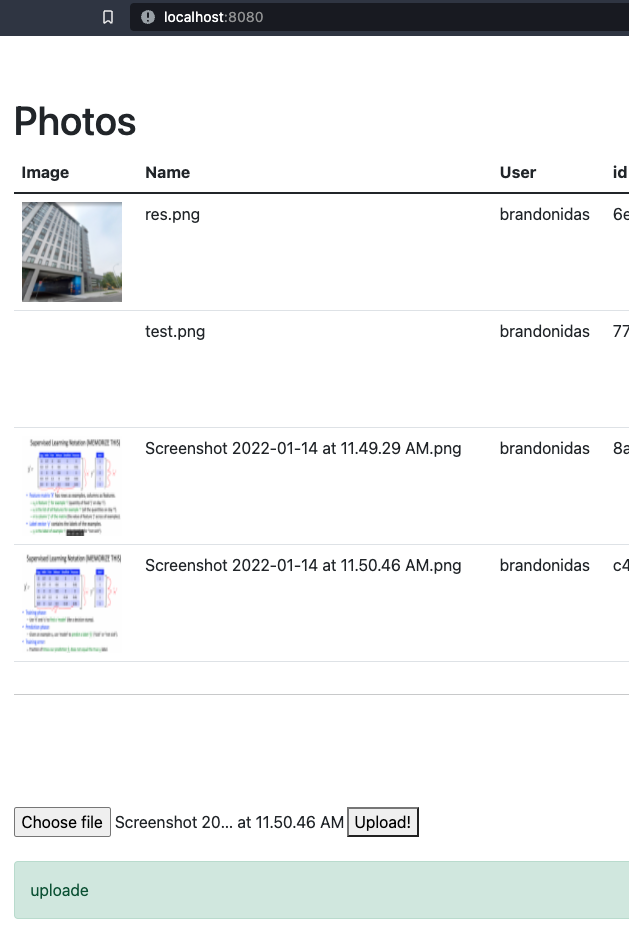 localhost:8080
Photos
Image Name User id
res.png brandonidas 6e
test.png brandonidas 77
Supervised Learning Notation (MEMORIZE THIS)
Screenshot 2022-01-14 at 11.49.29 AM.png brandonidas 8a
Supervised Learning Notation (MEMORIZE THIS)
Screenshot 2022-01-14 at 11.50.46 AM.png brandonidas c4
Choose file Screenshot 20... at 11.50.46 AM Upload!
uploade